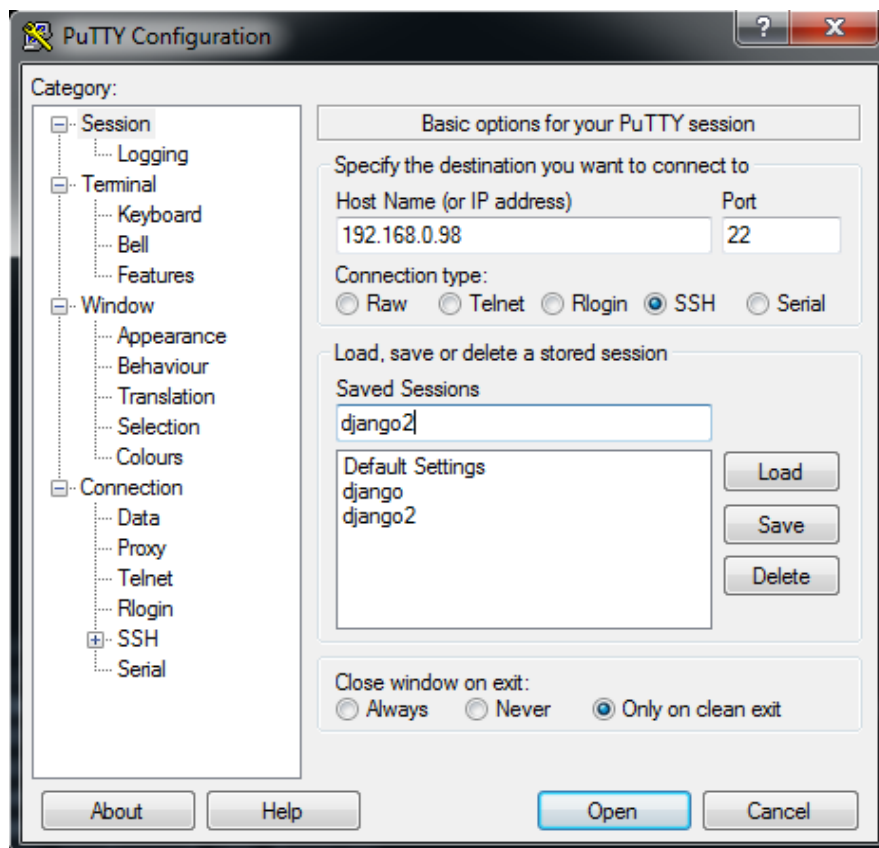 PuTTY Configuration
?
X
Category:
Session
Logging
Terminal
Keyboard
Bell
Features
Window
Appearance
Behaviour
Translation
Selection
Colours
Connection
Data
Proxy
Telnet
Rlogin
SSH
Serial
Basic options for your PuTTY session
Specify the destination you want to connect to
Host Name (or IP address) Port
192.168.0.98 22
Connection type:
Raw Telnet Rlogin SSH Serial
Load, save or delete a stored session
Saved Sessions
django2
Default Settings
django
django2
Load
Save
Delete
Close window on exit:
Always Never Only on clean exit
About Help Open Cancel